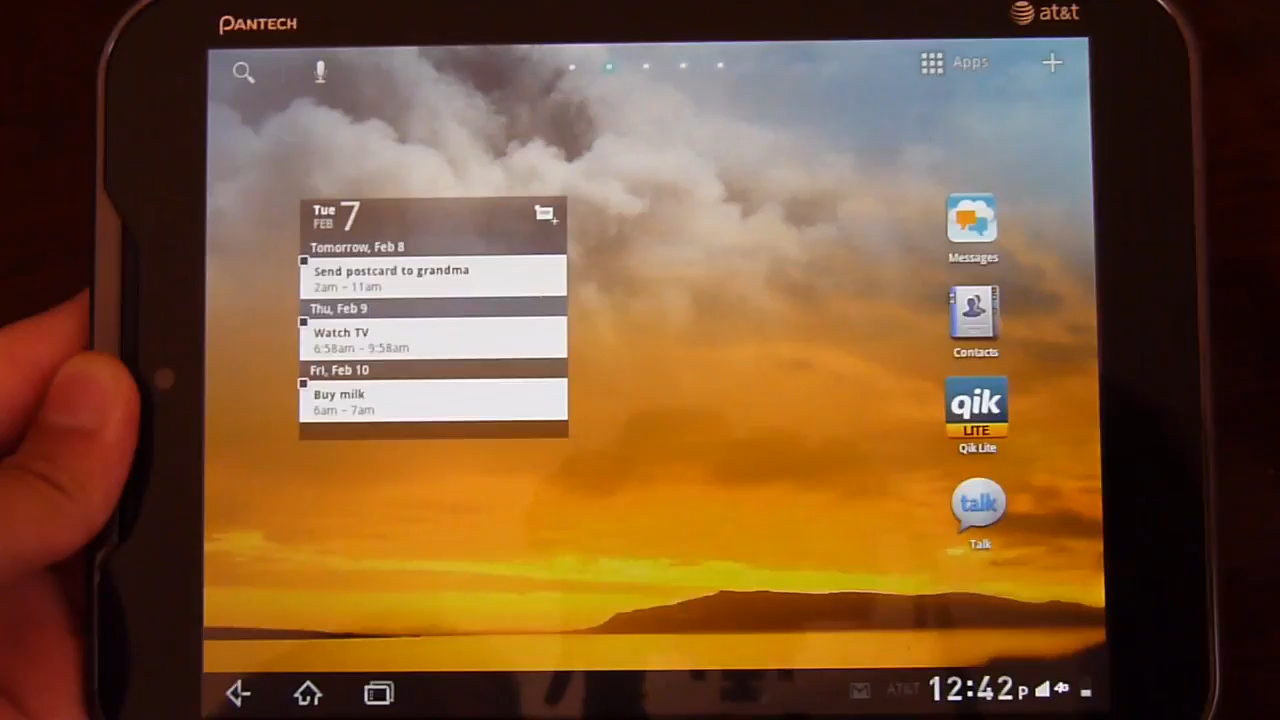 PANTECH
at&t
Apps
Tue 7
FEB
Tomorrow, Feb 8
Send postcard to grandma
2am – 11am
Thu, Feb 9
Watch TV
6:58am – 9:58am
Fri, Feb 10
Buy milk
6am – 7am
Messages
Contacts
qik
LITE
Qik Lite
talk
Talk
AT&T 12:42 P 4G